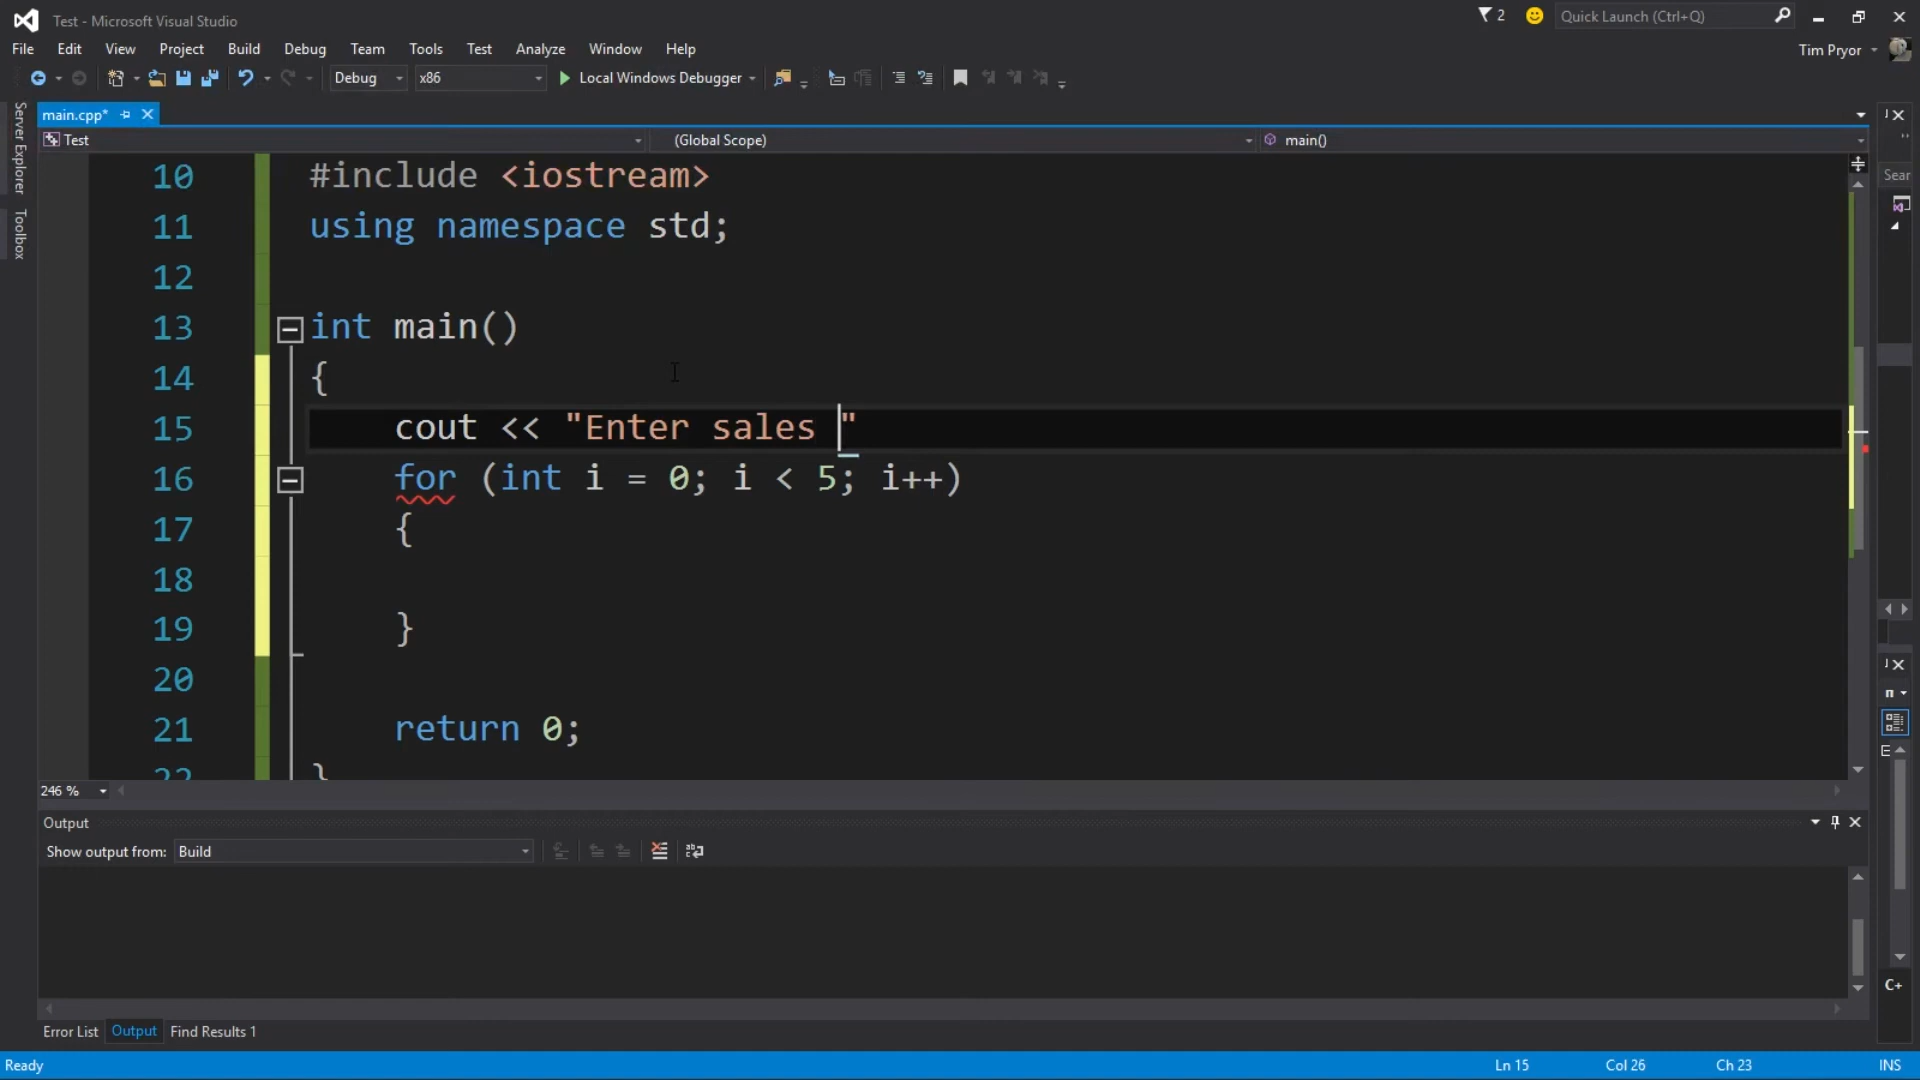 Test - Microsoft Visual Studio
2
Quick Launch (Ctrl+Q)
File Edit View Project Build Debug Team Tools Test Analyze Window Help
Tim Pryor
Debug x86 Local Windows Debugger
Server Explorer
Toolbox
main.cpp*
Test (Global Scope) main()
Sear
10 #include <iostream>
11 using namespace std;
12
13 int main()
14 {
15 cout << "Enter sales "
16 for (int i = 0; i < 5; i++)
17 {
18
19 }
20
21 return 0;
22 }
246 %
Output
Show output from: Build
C+
Error List Output Find Results 1
Ready Ln 15 Col 26 Ch 23 INS